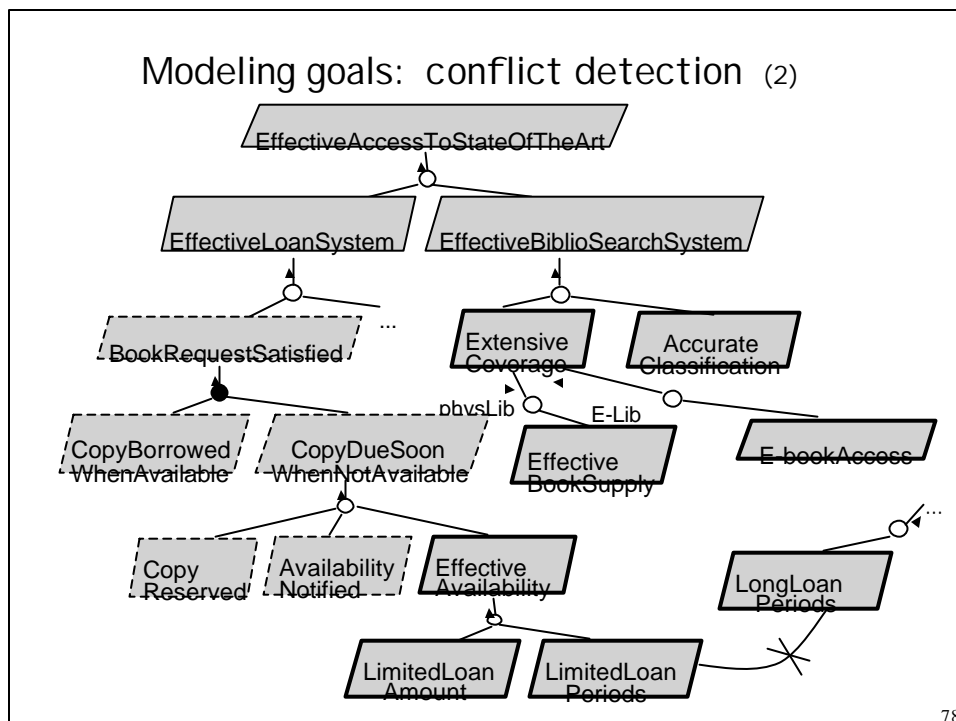 Modeling goals: conflict detection (2)
EffectiveAccessToStateOfTheArt
EffectiveLoanSystem
EffectiveBiblioSearchSystem
...
BookRequestSatisfied
Extensive
Coverage
Accurate
Classification
physLib
E-Lib
CopyBorrowed
WhenAvailable
CopyDueSoon
WhenNotAvailable
Effective
BookSupply
E-bookAccess
...
Copy
Reserved
Availability
Notified
Effective
Availability
LongLoan
Periods
LimitedLoan
Amount
LimitedLoan
Periods
78